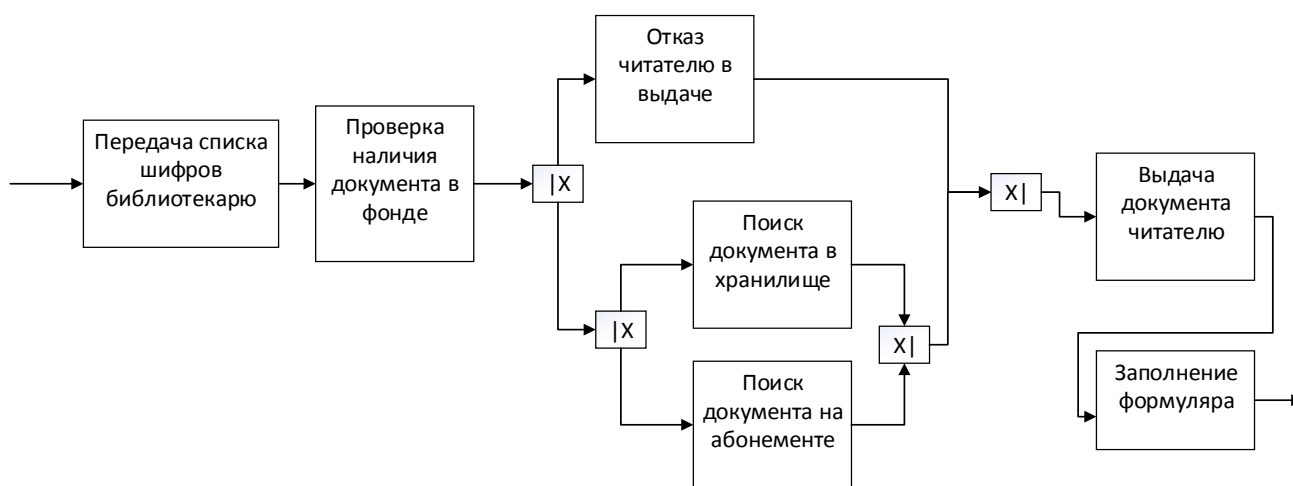 Передача списка
шифров
библиотекарю
Проверка
наличия
документа в
фонде
|X
Отказ
читателю в
выдаче
|X
Поиск
документа в
хранилище
Поиск
документа на
абонементе
X|
X|
Выдача
документа
читателю
Заполнение
формуляра